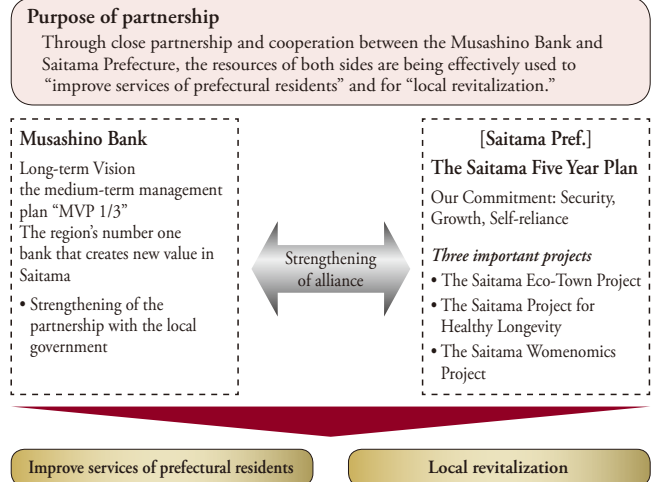 Purpose of partnership
Through close partnership and cooperation between the Musashino Bank and
Saitama Prefecture, the resources of both sides are being effectively used to
“improve services of prefectural residents” and for “local revitalization.”
Musashino Bank
Long-term Vision
the medium-term management
plan “MVP 1/3”
The region’s number one
bank that creates new value in
Saitama
• Strengthening of the
partnership with the local
government
Strengthening
of alliance
[Saitama Pref.]
The Saitama Five Year Plan
Our Commitment: Security,
Growth, Self-reliance
Three important projects
• The Saitama Eco-Town Project
• The Saitama Project for
Healthy Longevity
• The Saitama Womenomics
Project
Improve services of prefectural residents
Local revitalization